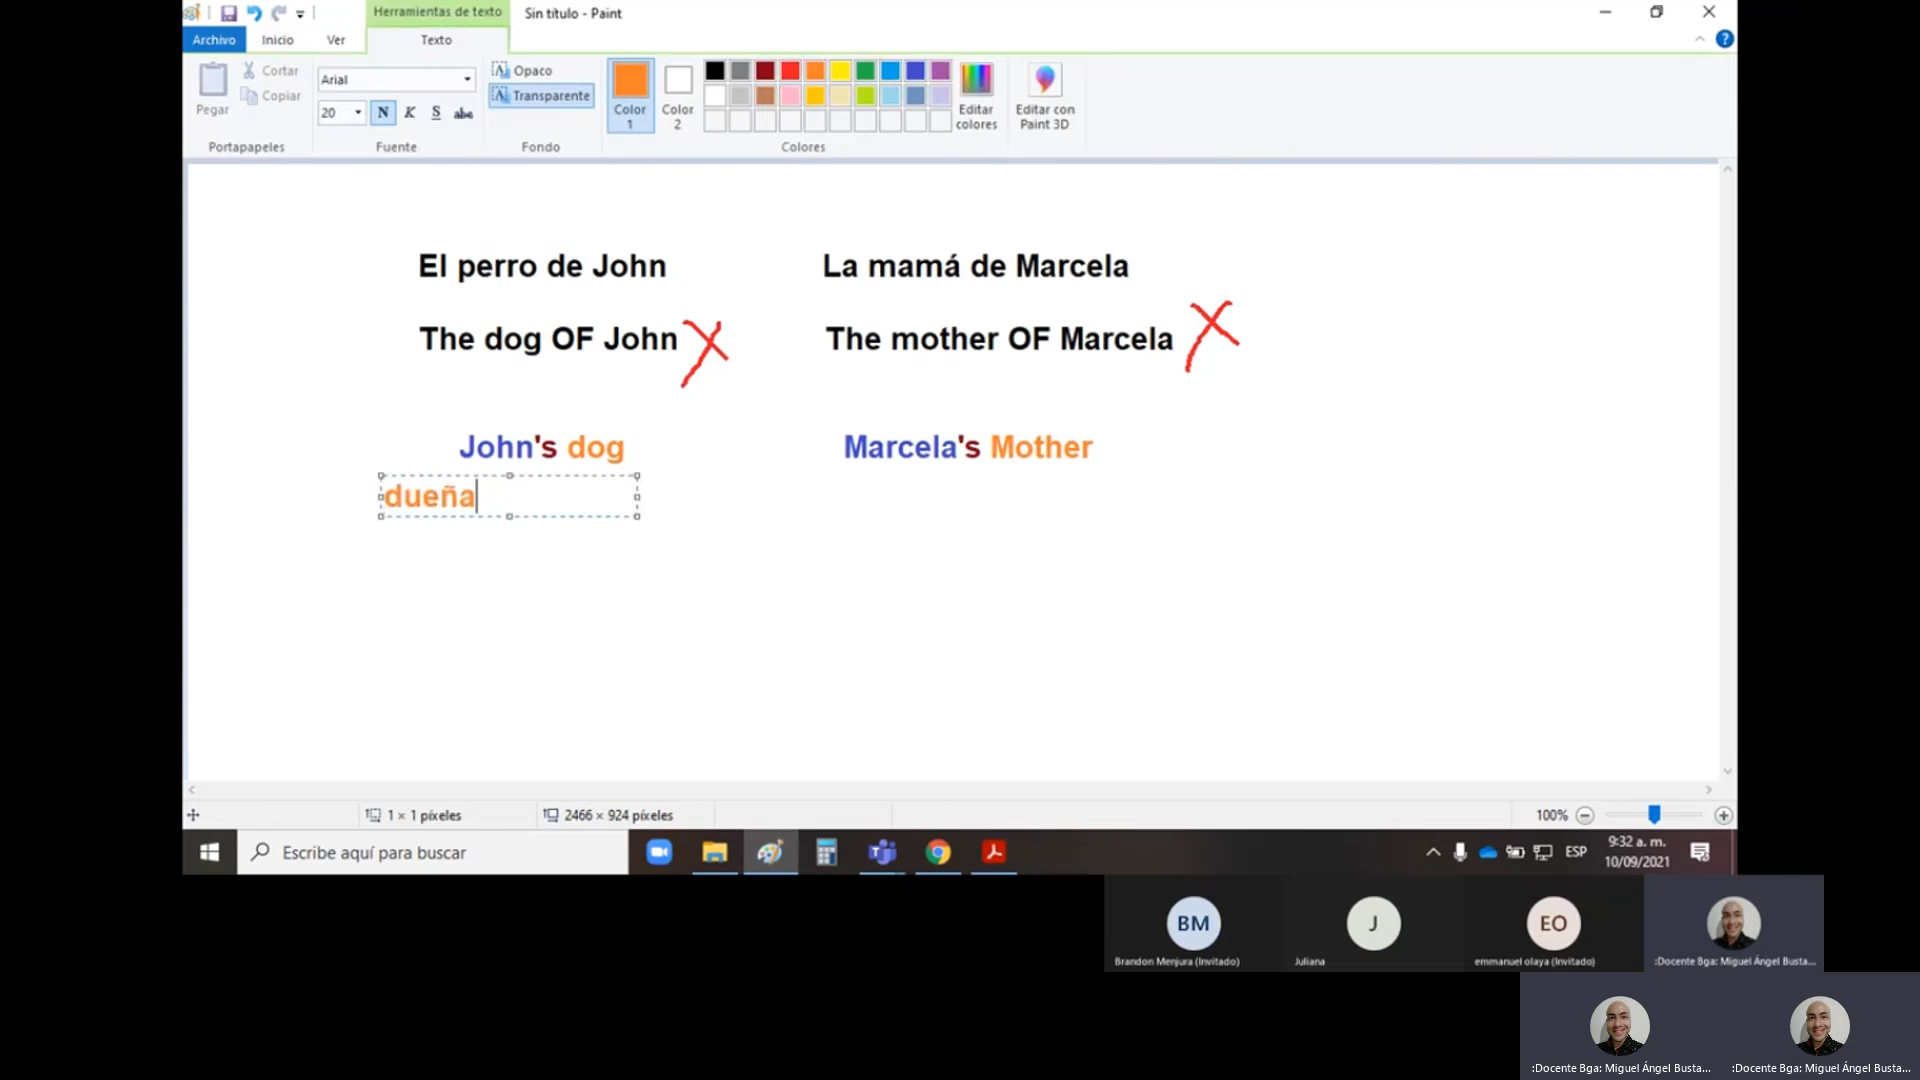 Herramientas de texto
Sin título - Paint
Archivo
Inicio
Ver
Texto
Pegar
Cortar
Copiar
Portapapeles
Arial
20
N K S abc
Fuente
Opaco
Transparente
Fondo
Color 1
Color 2
Editar colores
Colores
Editar con Paint 3D
El perro de John
La mamá de Marcela
The dog OF John
The mother OF Marcela
John's dog
Marcela's Mother
dueña
1 × 1 píxeles
2466 × 924 píxeles
100%
Escribe aquí para buscar
ESP
9:32 a. m.
10/09/2021
BM
Brandon Menjura (Invitado)
J
Juliana
EO
emmanuel olaya (Invitado)
:Docente Bga: Miguel Ángel Busta...
:Docente Bga: Miguel Ángel Busta...
:Docente Bga: Miguel Ángel Busta...